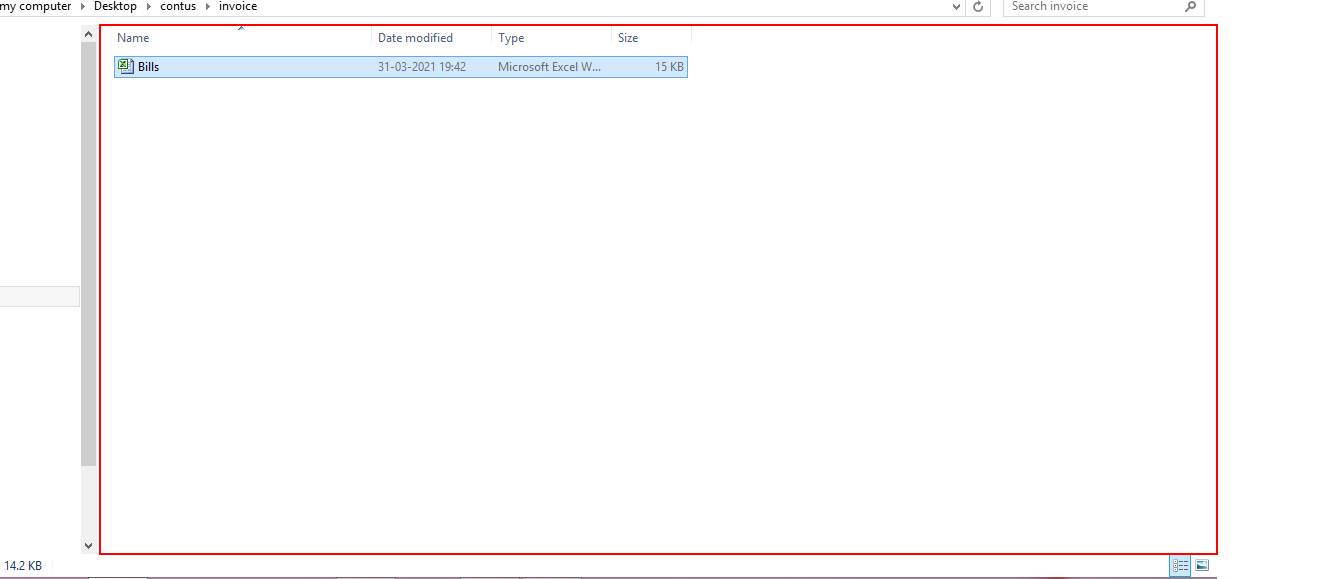 my computer Desktop contus invoice Search invoice
Name Date modified Type Size
Bills 31-03-2021 19:42 Microsoft Excel W... 15 KB
14.2 KB